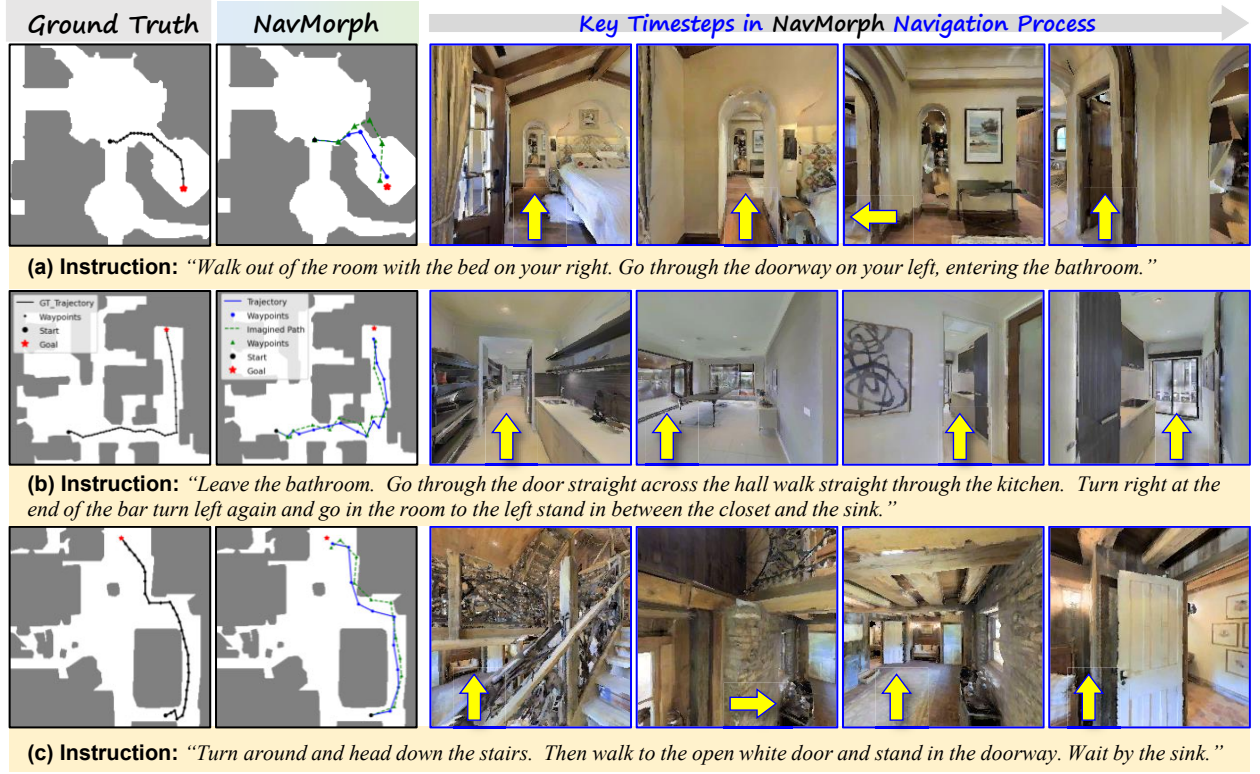 Ground Truth
NavMorph
Key Timesteps in NavMorph Navigation Process
(a) Instruction: “Walk out of the room with the bed on your right. Go through the doorway on your left, entering the bathroom.”
GT_Trajectory
Waypoints
Start
Goal
Trajectory
Waypoints
Imagined Path
Waypoints
Start
Goal
(b) Instruction: “Leave the bathroom. Go through the door straight across the hall walk straight through the kitchen. Turn right at the
end of the bar turn left again and go in the room to the left stand in between the closet and the sink.”
(c) Instruction: “Turn around and head down the stairs. Then walk to the open white door and stand in the doorway. Wait by the sink.”